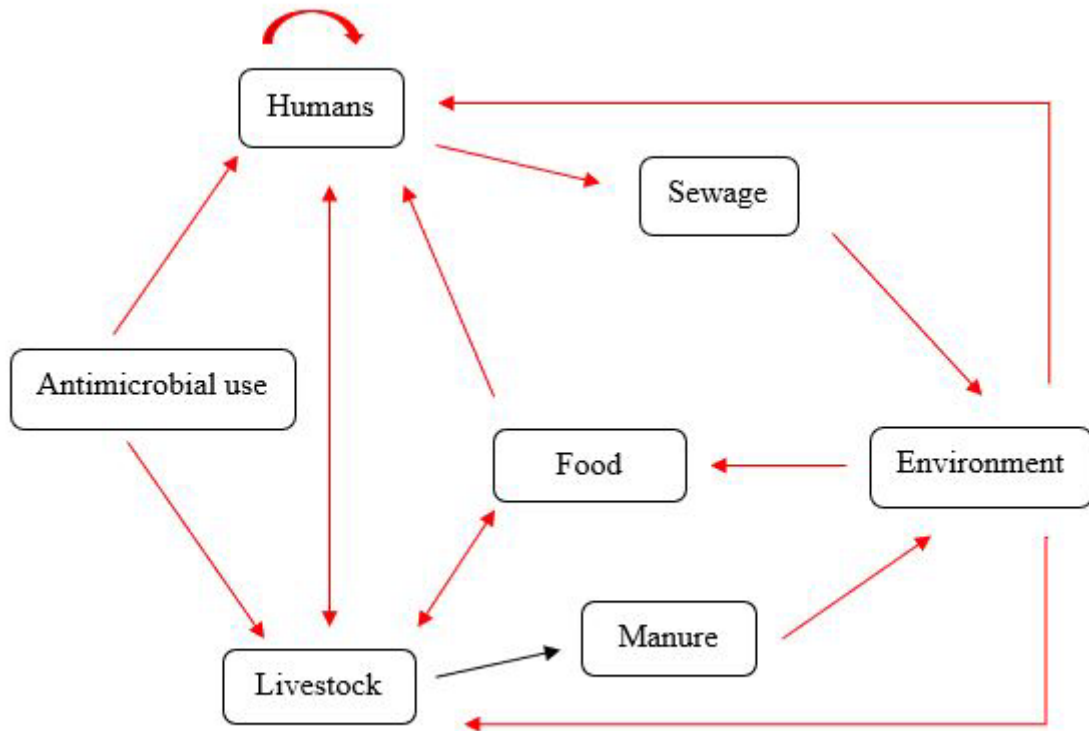 Humans
Sewage
Antimicrobial use
Food
Environment
Manure
Livestock